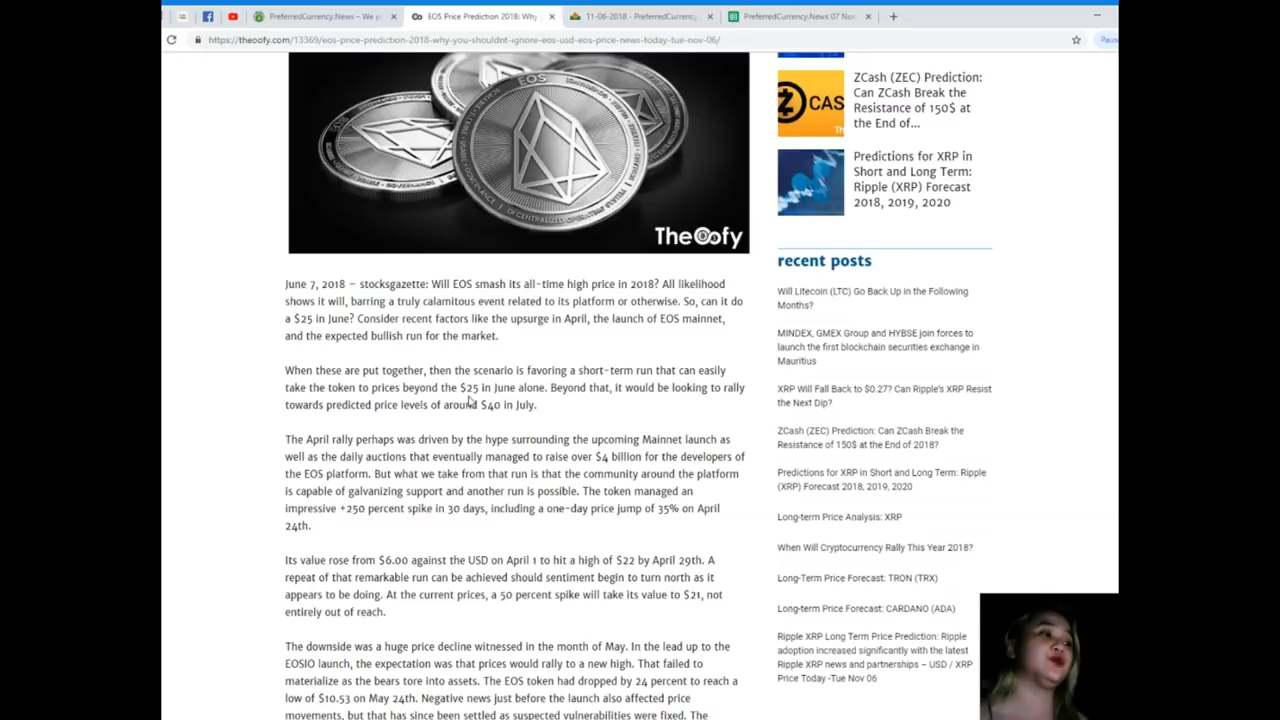 PreferredCurrency.News – We p
EOS Price Prediction 2018: Why
11-06-2018 - PreferredCurrency
PreferredCurrency.News 07 Nov
https://theoofy.com/13369/eos-price-prediction-2018-why-you-shouldnt-ignore-eos-usd-eos-price-news-today-tue-nov-06/
Paus
EOS
DECENTRALIZED OPERATING SYSTEM
TheOofy
June 7, 2018 – stocksgazette: Will EOS smash its all-time high price in 2018? All likelihood
shows it will, barring a truly calamitous event related to its platform or otherwise. So, can it do
a $25 in June? Consider recent factors like the upsurge in April, the launch of EOS mainnet,
and the expected bullish run for the market.
When these are put together, then the scenario is favoring a short-term run that can easily
take the token to prices beyond the $25 in June alone. Beyond that, it would be looking to rally
towards predicted price levels of around $40 in July.
The April rally perhaps was driven by the hype surrounding the upcoming Mainnet launch as
well as the daily auctions that eventually managed to raise over $4 billion for the developers of
the EOS platform. But what we take from that run is that the community around the platform
is capable of galvanizing support and another run is possible. The token managed an
impressive +250 percent spike in 30 days, including a one-day price jump of 35% on April
24th.
Its value rose from $6.00 against the USD on April 1 to hit a high of $22 by April 29th. A
repeat of that remarkable run can be achieved should sentiment begin to turn north as it
appears to be doing. At the current prices, a 50 percent spike will take its value to $21, not
entirely out of reach.
The downside was a huge price decline witnessed in the month of May. In the lead up to the
EOSIO launch, the expectation was that prices would rally to a new high. That failed to
materialize as the bears tore into assets. The EOS token had dropped by 24 percent to reach a
low of $10.53 on May 24th. Negative news just before the launch also affected price
movements, but that has since been settled as suspected vulnerabilities were fixed. The
CAS
ZCash (ZEC) Prediction:
Can ZCash Break the
Resistance of 150$ at
the End of...
Predictions for XRP in
Short and Long Term:
Ripple (XRP) Forecast
2018, 2019, 2020
recent posts
Will Litecoin (LTC) Go Back Up in the Following
Months?
MINDEX, GMEX Group and HYBSE join forces to
launch the first blockchain securities exchange in
Mauritius
XRP Will Fall Back to $0.27? Can Ripple's XRP Resist
the Next Dip?
ZCash (ZEC) Prediction: Can ZCash Break the
Resistance of 150$ at the End of 2018?
Predictions for XRP in Short and Long Term: Ripple
(XRP) Forecast 2018, 2019, 2020
Long-term Price Analysis: XRP
When Will Cryptocurrency Rally This Year 2018?
Long-Term Price Forecast: TRON (TRX)
Long-term Price Forecast: CARDANO (ADA)
Ripple XRP Long Term Price Prediction: Ripple
adoption increased significantly with the latest
Ripple XRP news and partnerships – USD / XRP
Price Today -Tue Nov 06